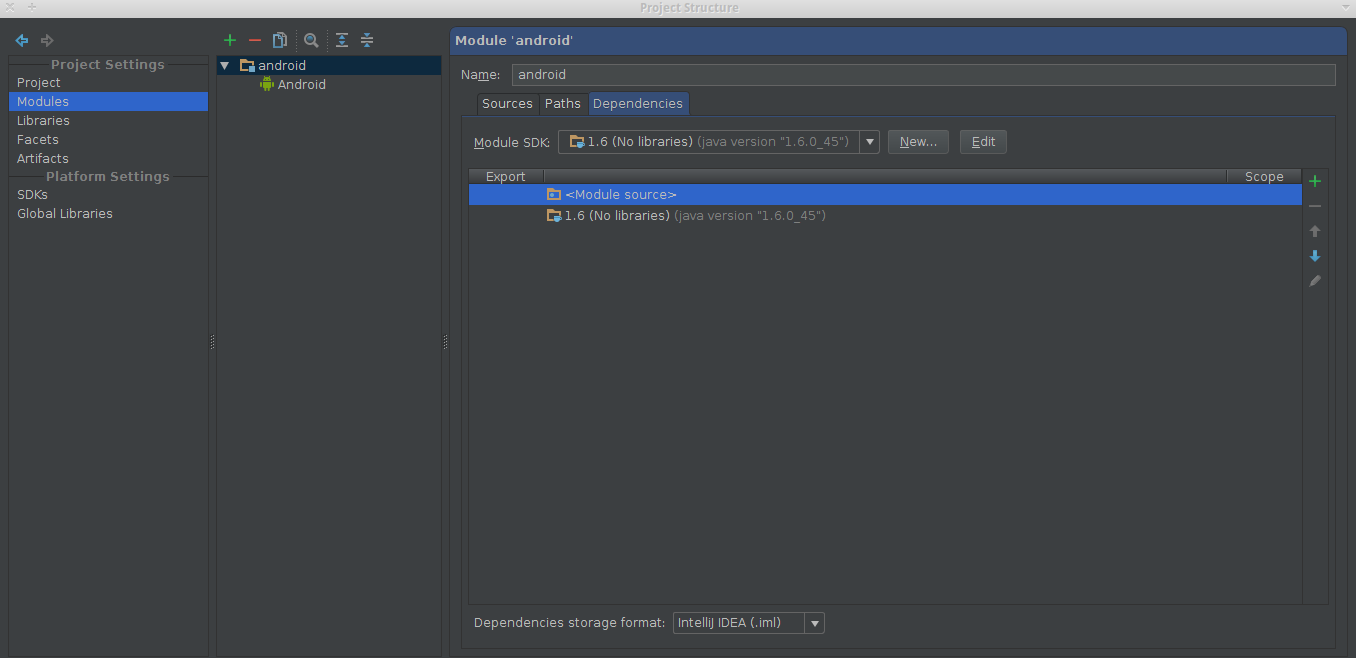 Project Structure
Project Settings
Project
Modules
Libraries
Facets
Artifacts
Platform Settings
SDKs
Global Libraries
android
Android
Module 'android'
Name: android
Sources Paths Dependencies
Module SDK: 1.6 (No libraries) (java version "1.6.0_45") New... Edit
Export Scope
<Module source>
1.6 (No libraries) (java version "1.6.0_45")
Dependencies storage format: IntelliJ IDEA (.iml)